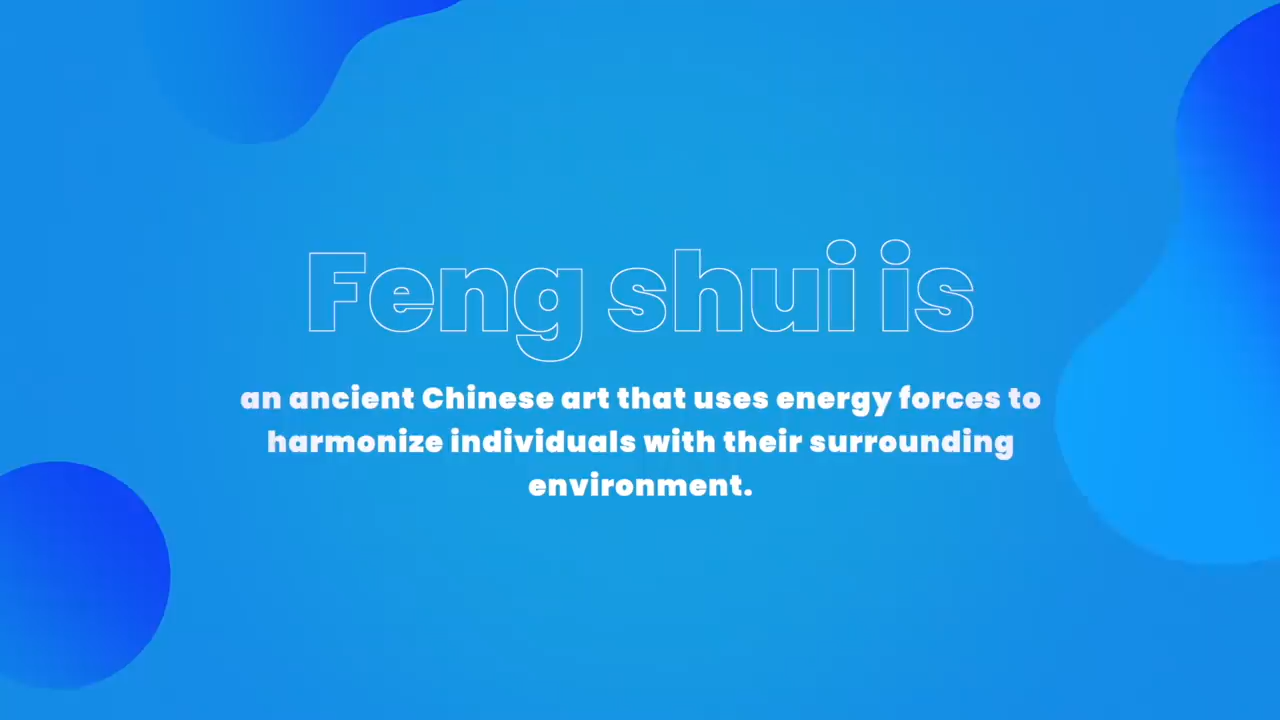 Feng shui is
an ancient Chinese art that uses energy forces to
harmonize individuals with their surrounding
environment.